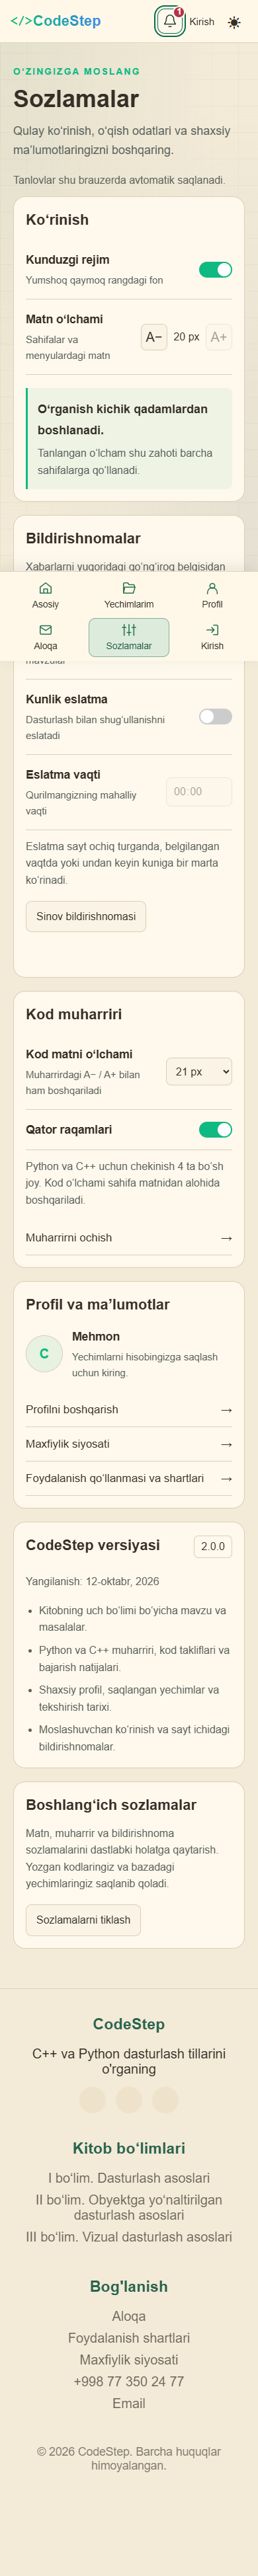 </>CodeStep
1
Kirish
O‘ZINGIZGA MOSLANG
Sozlamalar
Qulay ko‘rinish, o‘qish odatlari va shaxsiy
ma’lumotlaringizni boshqaring.
Tanlovlar shu brauzerda avtomatik saqlanadi.
Ko‘rinish
Kunduzgi rejim
Yumshoq qaymoq rangdagi fon
Matn o‘lchami
Sahifalar va
menyulardagi matn
A−
20 px
A+
O‘rganish kichik qadamlardan
boshlanadi.
Tanlangan o‘lcham shu zahoti barcha
sahifalarga qo‘llanadi.
Bildirishnomalar
Xabarlarni yuqoridagi qo‘ng‘iroq belgisidan
Asosiy
Yechimlarim
Profil
Aloqa
Sozlamalar
Kirish
mavzular
Kunlik eslatma
Dasturlash bilan shug‘ullanishni
eslatadi
Eslatma vaqti
Qurilmangizning mahalliy
vaqti
00:00
Eslatma sayt ochiq turganda, belgilangan
vaqtda yoki undan keyin kuniga bir marta
ko‘rinadi.
Sinov bildirishnomasi
Kod muharriri
Kod matni o‘lchami
Muharrirdagi A− / A+ bilan
ham boshqariladi
21 px
Qator raqamlari
Python va C++ uchun chekinish 4 ta bo‘sh
joy. Kod o‘lchami sahifa matnidan alohida
boshqariladi.
Muharrirni ochish →
Profil va ma’lumotlar
C
Mehmon
Yechimlarni hisobingizga saqlash
uchun kiring.
Profilni boshqarish →
Maxfiylik siyosati →
Foydalanish qo‘llanmasi va shartlari →
CodeStep versiyasi
2.0.0
Yangilanish: 12-oktabr, 2026
• Kitobning uch bo‘limi bo‘yicha mavzu va
masalalar.
• Python va C++ muharriri, kod takliflari va
bajarish natijalari.
• Shaxsiy profil, saqlangan yechimlar va
tekshirish tarixi.
• Moslashuvchan ko‘rinish va sayt ichidagi
bildirishnomalar.
Boshlang‘ich sozlamalar
Matn, muharrir va bildirishnoma
sozlamalarini dastlabki holatga qaytarish.
Yozgan kodlaringiz va bazadagi
yechimlaringiz saqlanib qoladi.
Sozlamalarni tiklash
CodeStep
C++ va Python dasturlash tillarini
o'rganing
Kitob bo‘limlari
I bo‘lim. Dasturlash asoslari
II bo‘lim. Obyektga yo‘naltirilgan
dasturlash asoslari
III bo‘lim. Vizual dasturlash asoslari
Bog'lanish
Aloqa
Foydalanish shartlari
Maxfiylik siyosati
+998 77 350 24 77
Email
© 2026 CodeStep. Barcha huquqlar
himoyalangan.